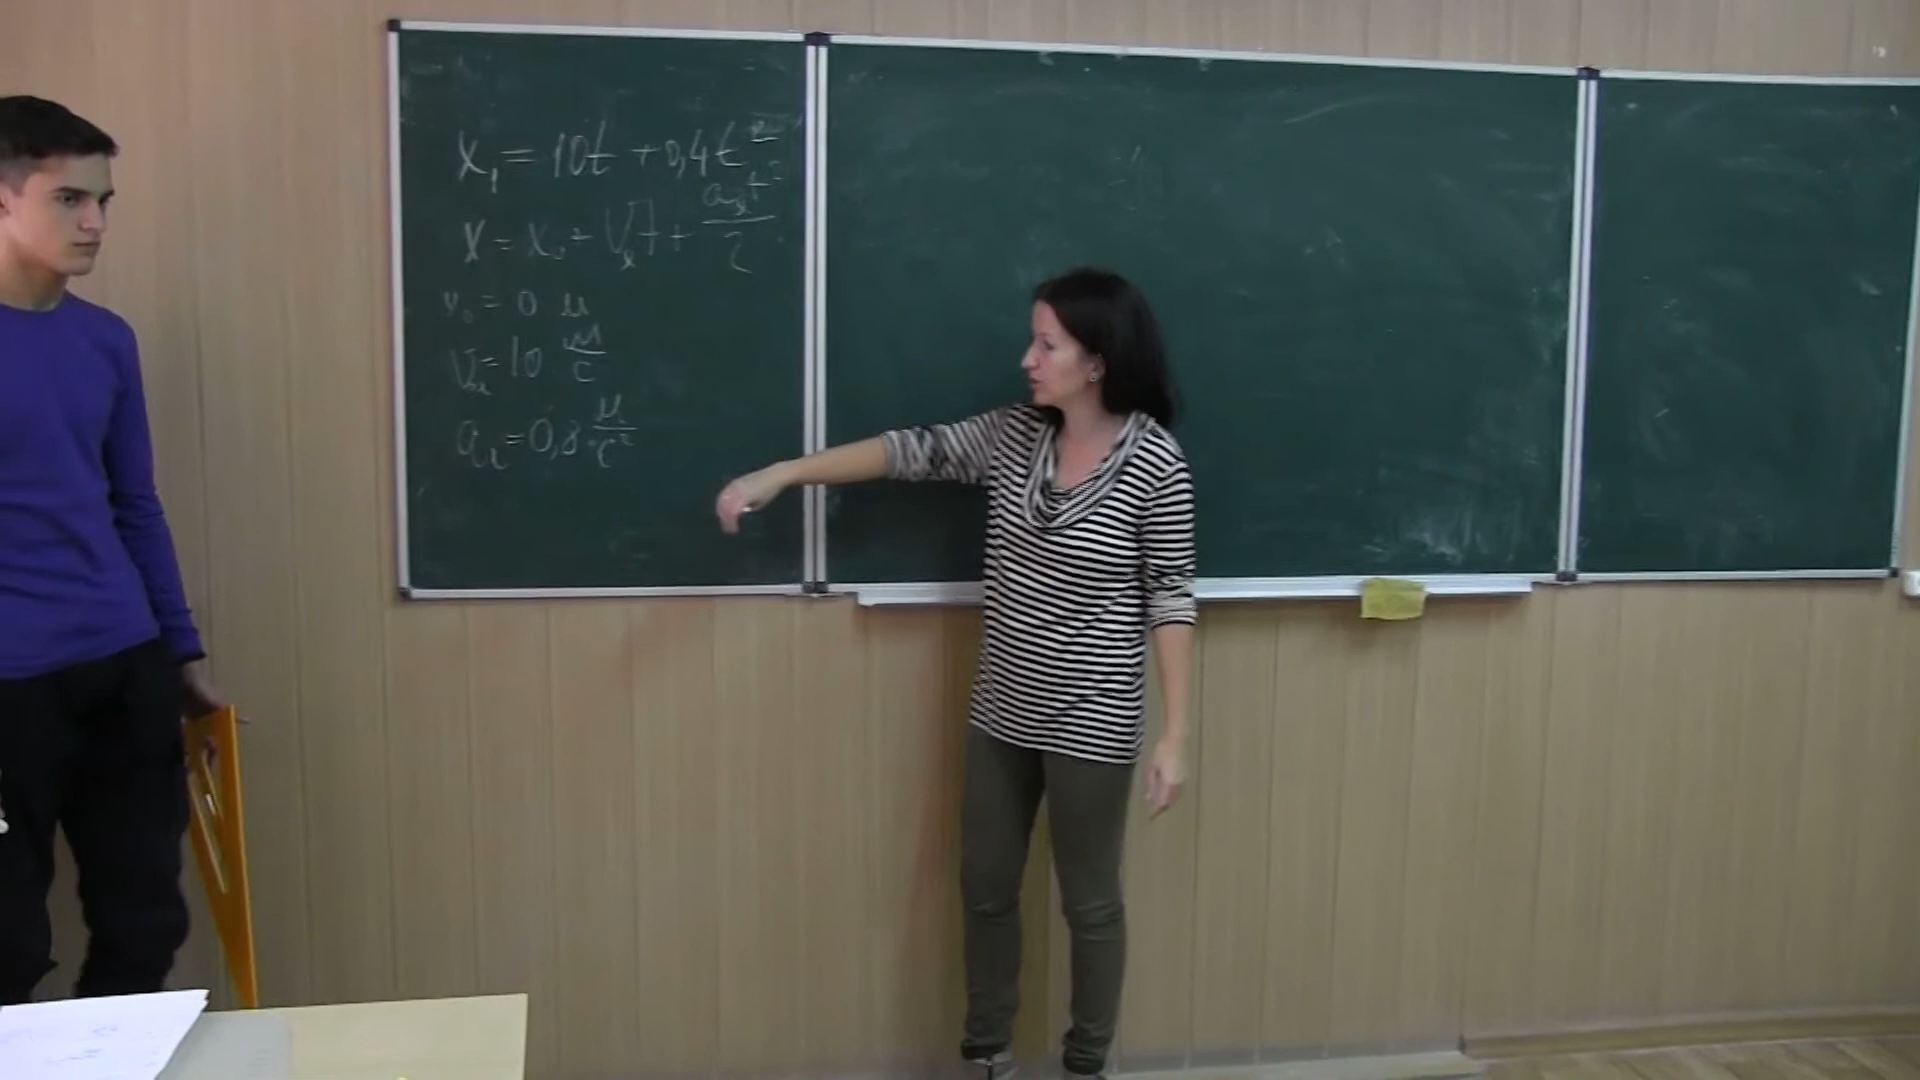 x₁ = 10t + 0,4t²
x = x₀ + Vₓt + aₓt²/2
x₀ = 0 м
Vₓ = 10 м/с
aₓ = 0,8 м/с²